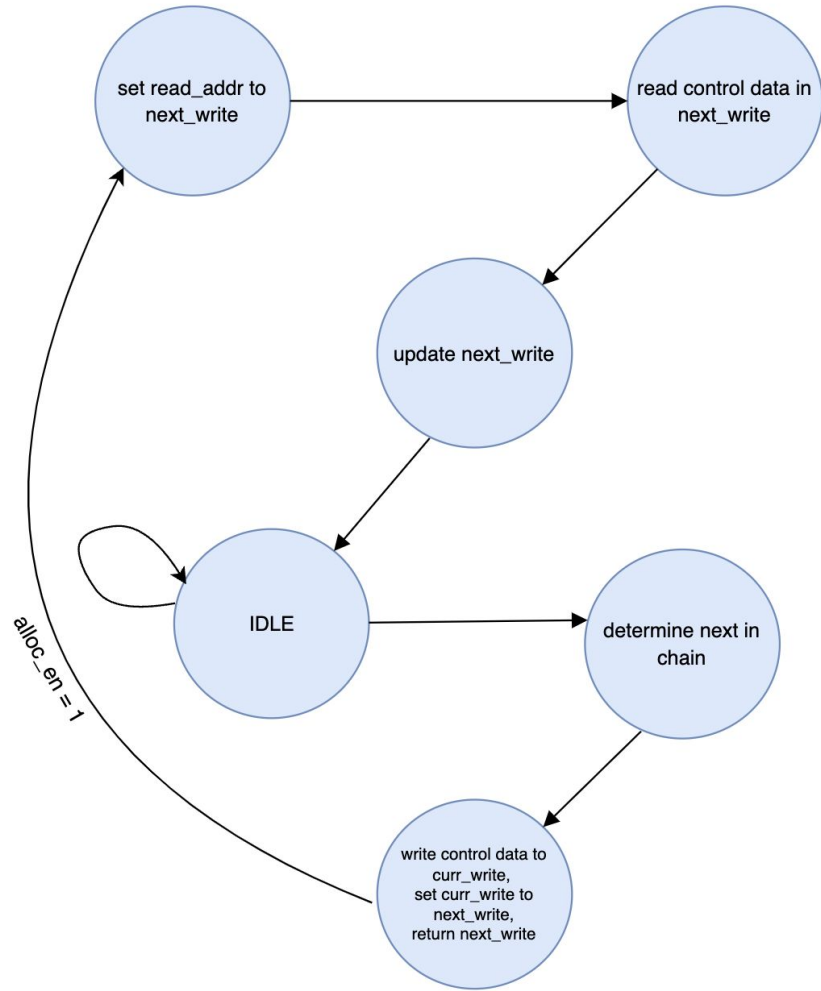 set read_addr to
next_write
read control data in
next_write
update next_write
IDLE
determine next in
chain
alloc_en = 1
write control data to
curr_write,
set curr_write to
next_write,
return next_write